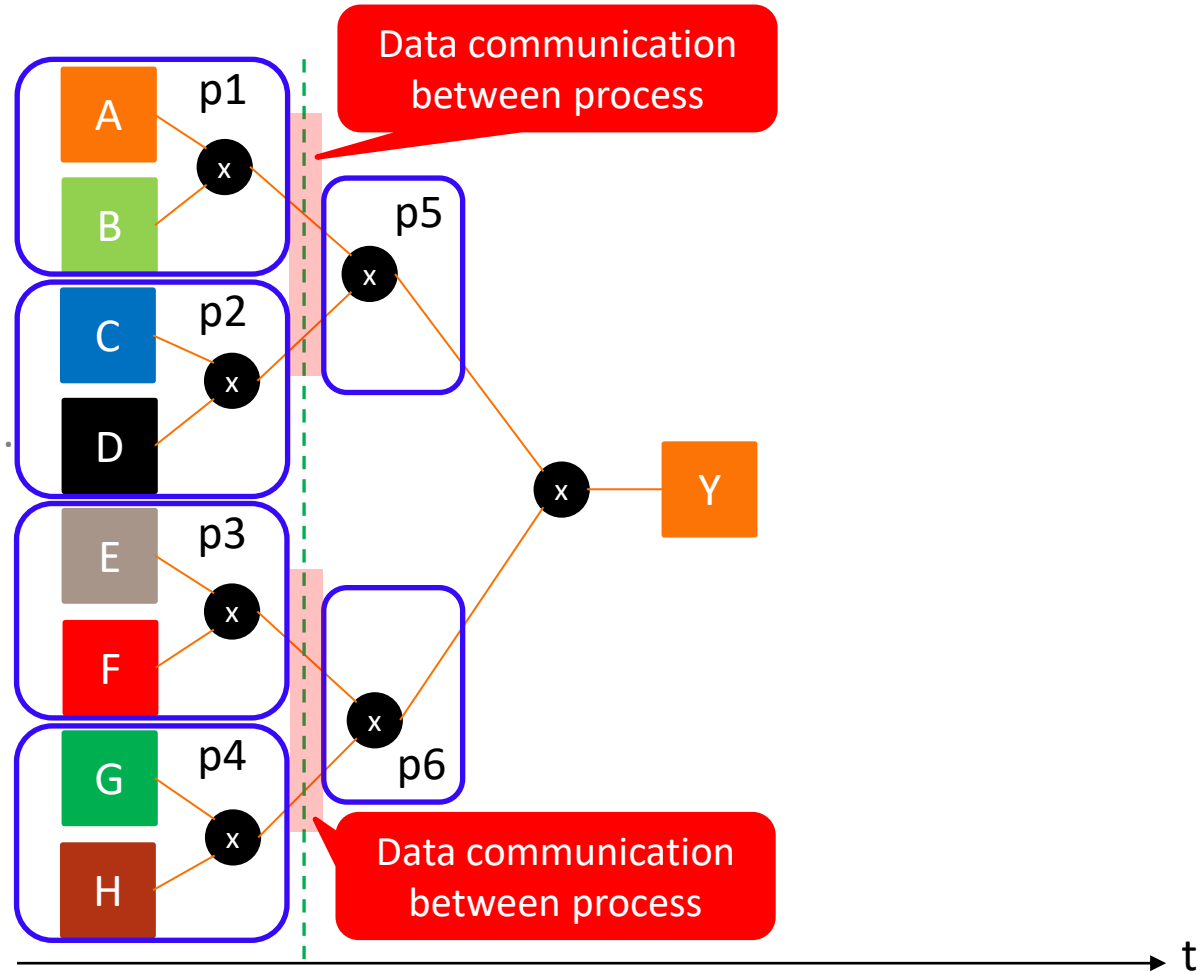 Data communication
between process
A
p1
x
B
p5
x
C
p2
x
D
x
Y
E
p3
x
F
x
p6
G
p4
x
H
Data communication
between process
t